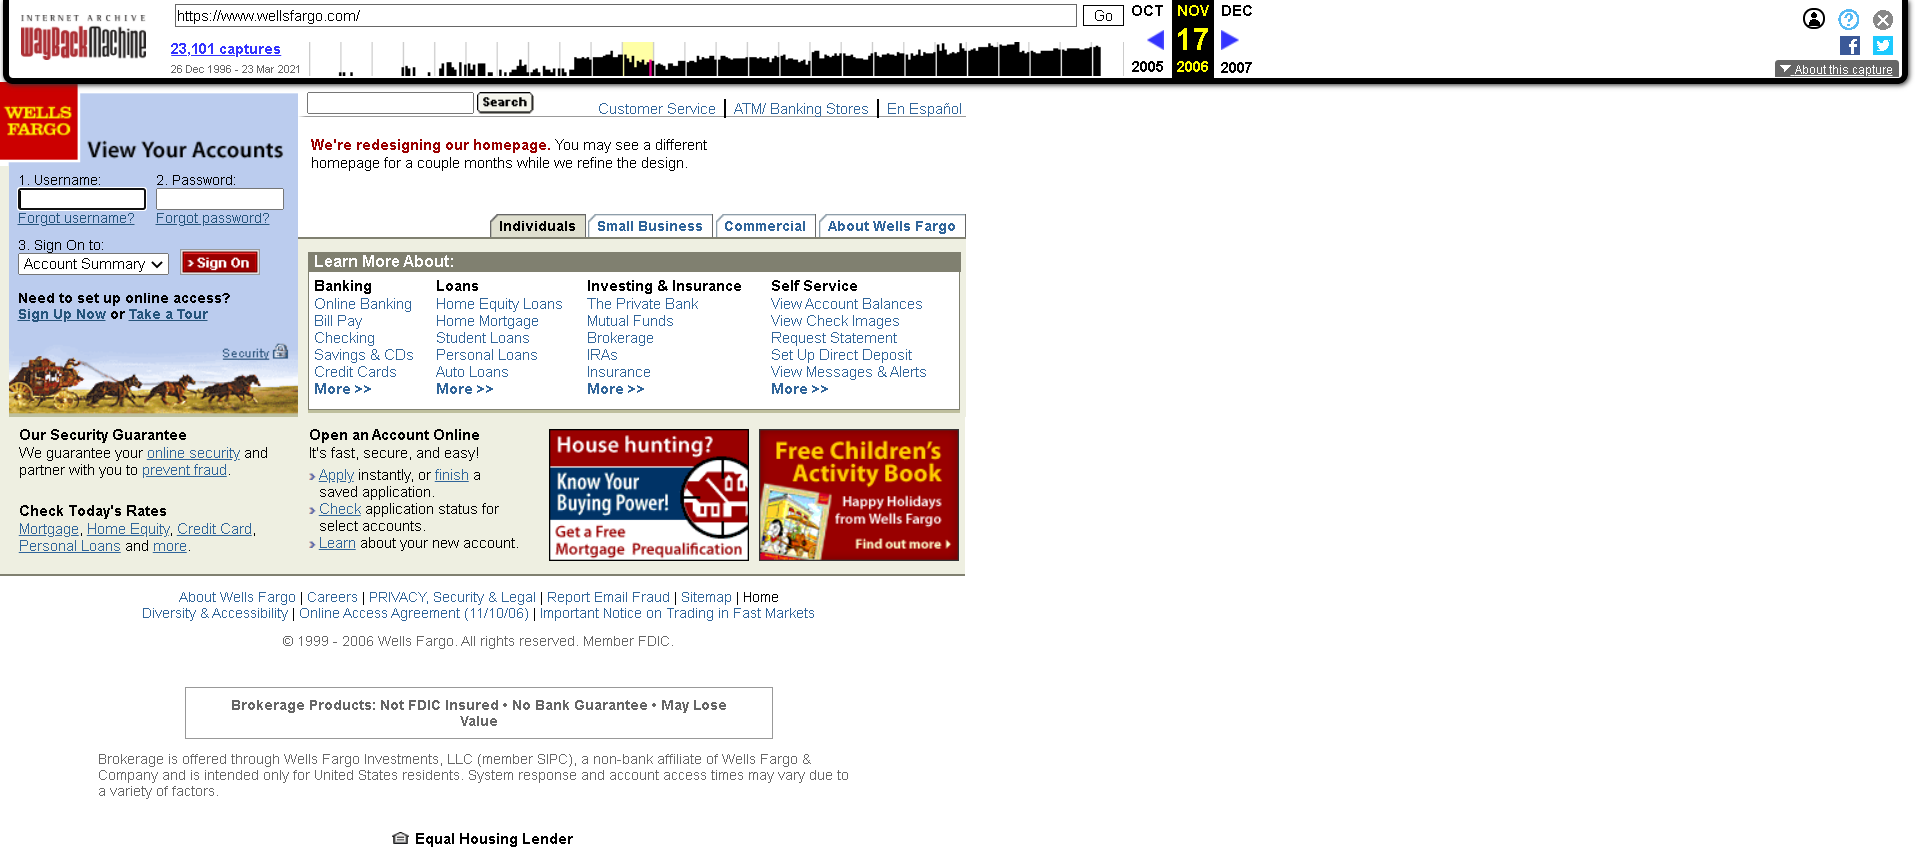 INTERNET ARCHIVE
WayBackMachine
https://www.wellsfargo.com/
Go
23,101 captures
26 Dec 1996 - 23 Mar 2021
OCT NOV DEC
17
2005 2006 2007
About this capture
WELLS
FARGO
View Your Accounts
1. Username:
2. Password:
Forgot username?
Forgot password?
3. Sign On to:
Account Summary
Sign On
Need to set up online access?
Sign Up Now or Take a Tour
Security
Search
Customer Service
ATM/ Banking Stores
En Español
We're redesigning our homepage. You may see a different
homepage for a couple months while we refine the design.
Individuals
Small Business
Commercial
About Wells Fargo
Learn More About:
Banking
Online Banking
Bill Pay
Checking
Savings & CDs
Credit Cards
More >>
Loans
Home Equity Loans
Home Mortgage
Student Loans
Personal Loans
Auto Loans
More >>
Investing & Insurance
The Private Bank
Mutual Funds
Brokerage
IRAs
Insurance
More >>
Self Service
View Account Balances
View Check Images
Request Statement
Set Up Direct Deposit
View Messages & Alerts
More >>
Our Security Guarantee
We guarantee your online security and
partner with you to prevent fraud.
Check Today's Rates
Mortgage, Home Equity, Credit Card,
Personal Loans and more.
Open an Account Online
It's fast, secure, and easy!
Apply instantly, or finish a
saved application.
Check application status for
select accounts.
Learn about your new account.
House hunting?
Know Your
Buying Power!
Get a Free
Mortgage Prequalification
Free Children's
Activity Book
Happy Holidays
from Wells Fargo
Find out more
About Wells Fargo | Careers | PRIVACY, Security & Legal | Report Email Fraud | Sitemap | Home
Diversity & Accessibility | Online Access Agreement (11/10/06) | Important Notice on Trading in Fast Markets
© 1999 - 2006 Wells Fargo. All rights reserved. Member FDIC.
Brokerage Products: Not FDIC Insured • No Bank Guarantee • May Lose
Value
Brokerage is offered through Wells Fargo Investments, LLC (member SIPC), a non-bank affiliate of Wells Fargo &
Company and is intended only for United States residents. System response and account access times may vary due to
a variety of factors.
Equal Housing Lender